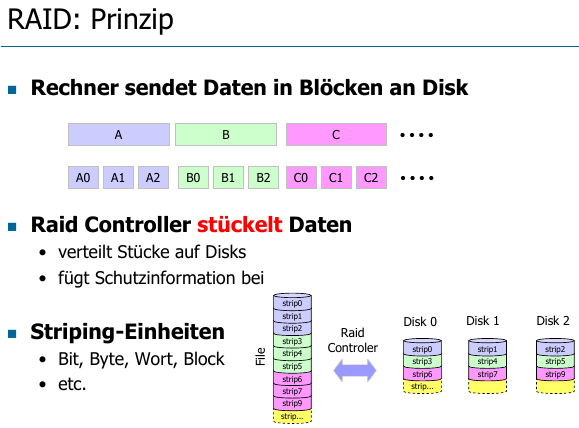 RAID: Prinzip
Rechner sendet Daten in Blöcken an Disk
A B C ....
A0 A1 A2 B0 B1 B2 C0 C1 C2 ....
Raid Controller stückelt Daten
verteilt Stücke auf Disks
fügt Schutzinformation bei
Striping-Einheiten
Bit, Byte, Wort, Block
etc.
File
strip0
strip1
strip2
strip3
strip4
strip5
strip6
strip7
strip9
strip...
Raid
Controler
Disk 0
strip0
strip3
strip6
strip...
Disk 1
strip1
strip4
strip7
Disk 2
strip2
strip5
strip9